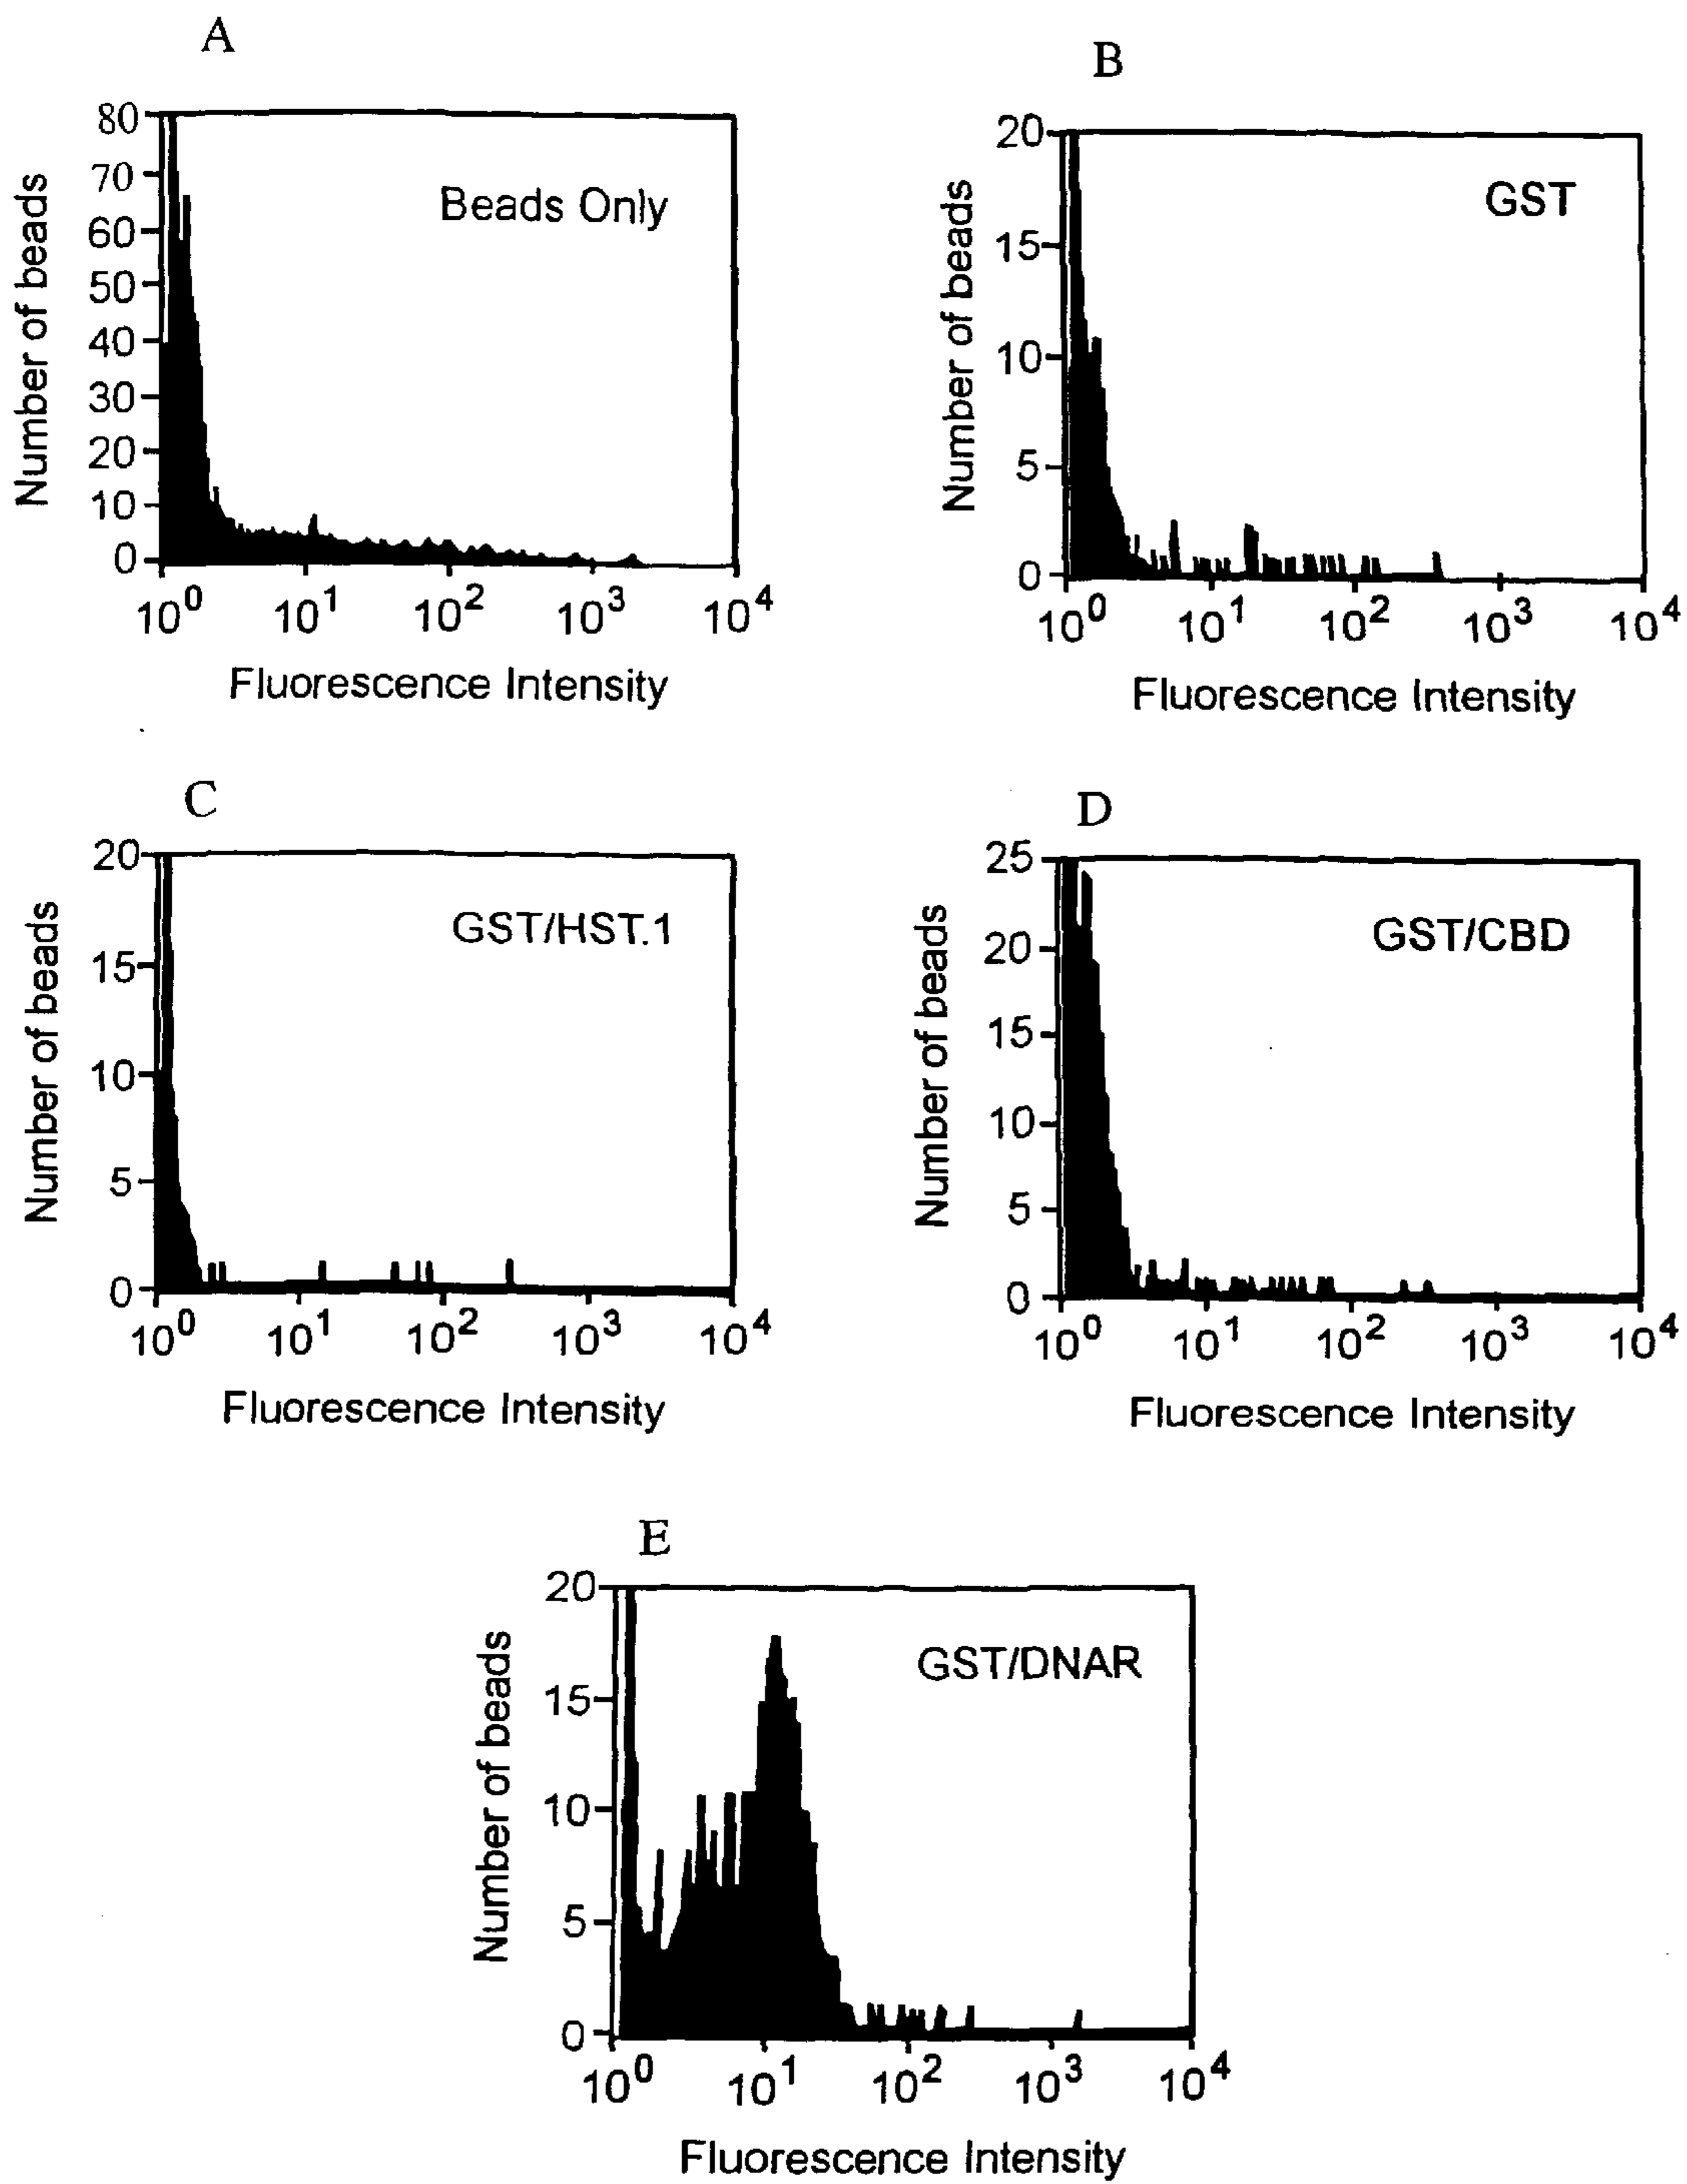 A
80
70
60
50
40
30
20
10
0
Number of beads
Beads Only
10^0 10^1 10^2 10^3 10^4
Fluorescence Intensity
B
20
15
10
5
0
Number of beads
GST
10^0 10^1 10^2 10^3 10^4
Fluorescence Intensity
C
20
15
10
5
0
Number of beads
GST/HST.1
10^0 10^1 10^2 10^3 10^4
Fluorescence Intensity
D
25
20
15
10
5
0
Number of beads
GST/CBD
10^0 10^1 10^2 10^3 10^4
Fluorescence Intensity
E
20
15
10
5
0
Number of beads
GST/DNAR
10^0 10^1 10^2 10^3 10^4
Fluorescence Intensity